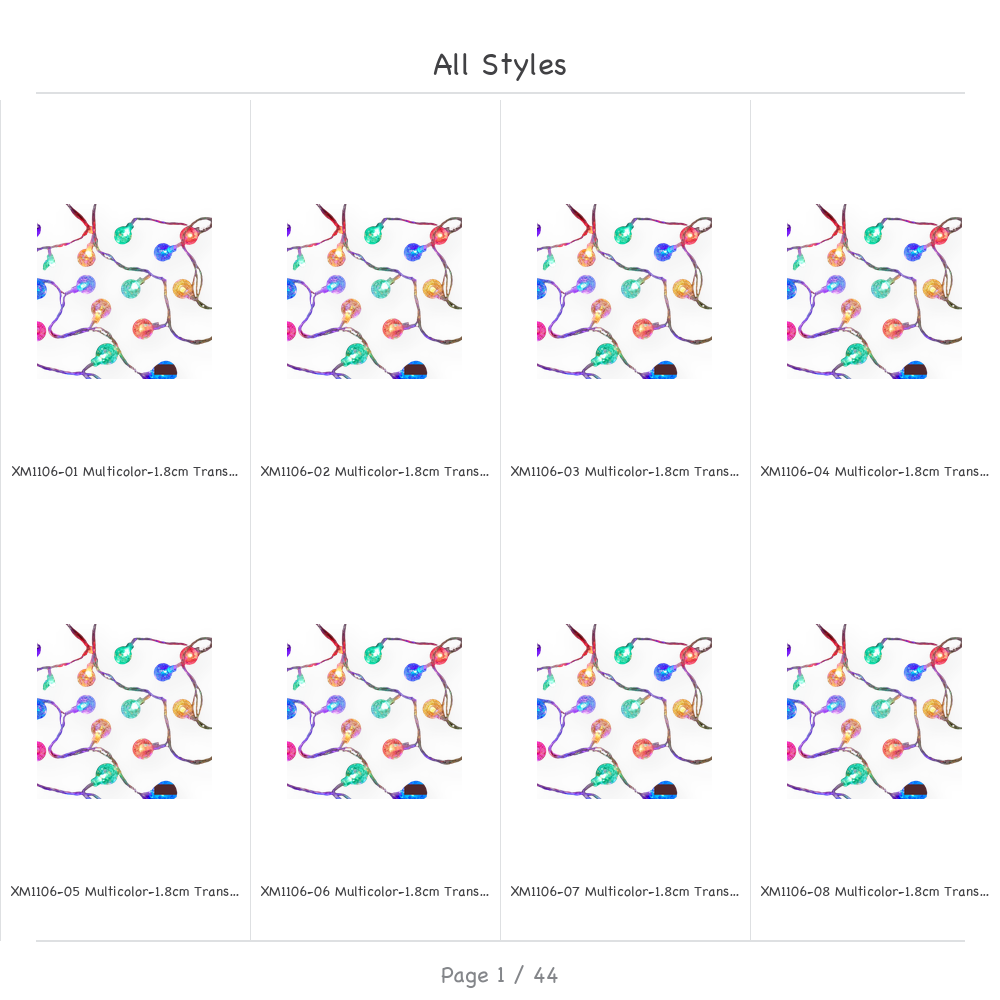 All Styles
XM1106-01 Multicolor-1.8cm Trans...
XM1106-02 Multicolor-1.8cm Trans...
XM1106-03 Multicolor-1.8cm Trans...
XM1106-04 Multicolor-1.8cm Trans...
XM1106-05 Multicolor-1.8cm Trans...
XM1106-06 Multicolor-1.8cm Trans...
XM1106-07 Multicolor-1.8cm Trans...
XM1106-08 Multicolor-1.8cm Trans...
Page 1 / 44